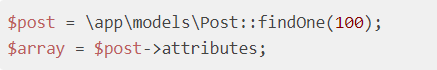 $post = \app\models\Post::findOne(100);
$array = $post->attributes;